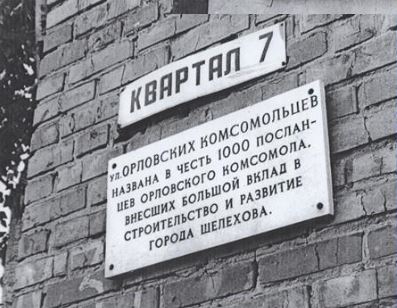 КВАРТАЛ 7
ул. ОРЛОВСКИХ КОМСОМОЛЬЦЕВ
НАЗВАНА В ЧЕСТЬ 1000 ПОСЛАН-
ЦЕВ ОРЛОВСКОГО КОМСОМОЛА,
ВНЕСШИХ БОЛЬШОЙ ВКЛАД В
СТРОИТЕЛЬСТВО И РАЗВИТИЕ
ГОРОДА ШЕЛЕХОВА.